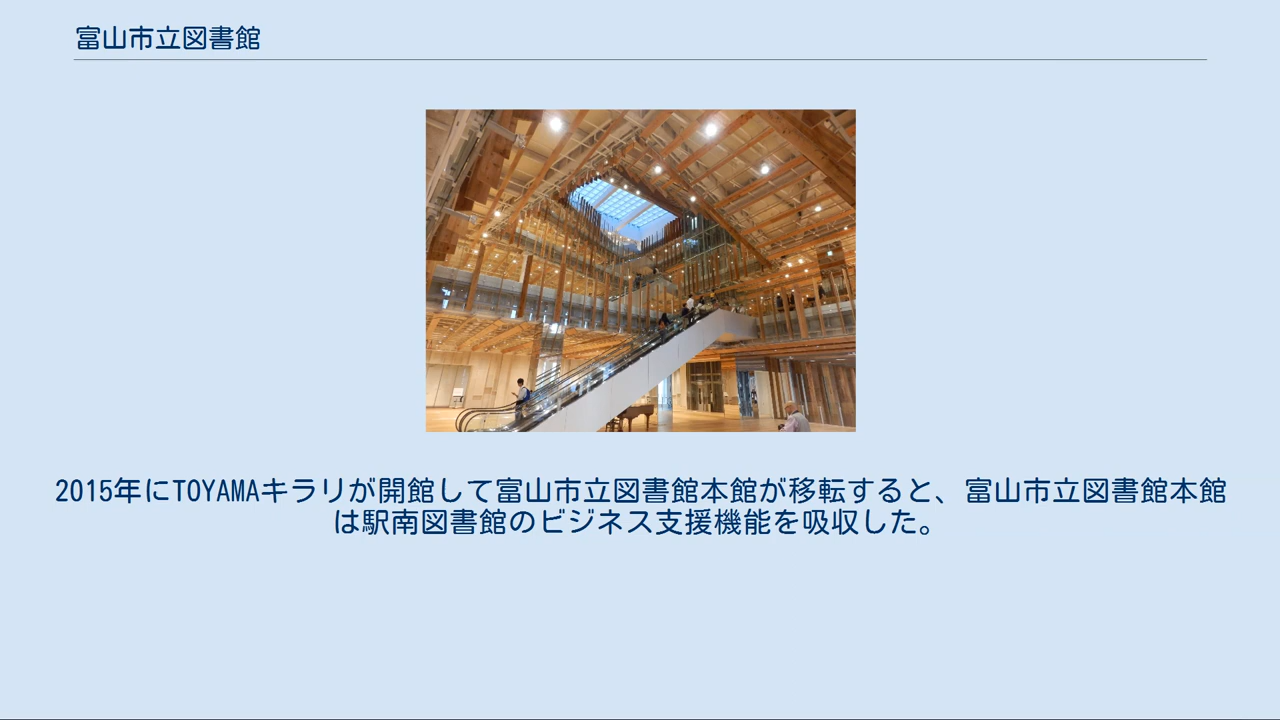 富山市立図書館
2015年にTOYAMAキラリが開館して富山市立図書館本館が移転すると、富山市立図書館本館
は駅南図書館のビジネス支援機能を吸収した。